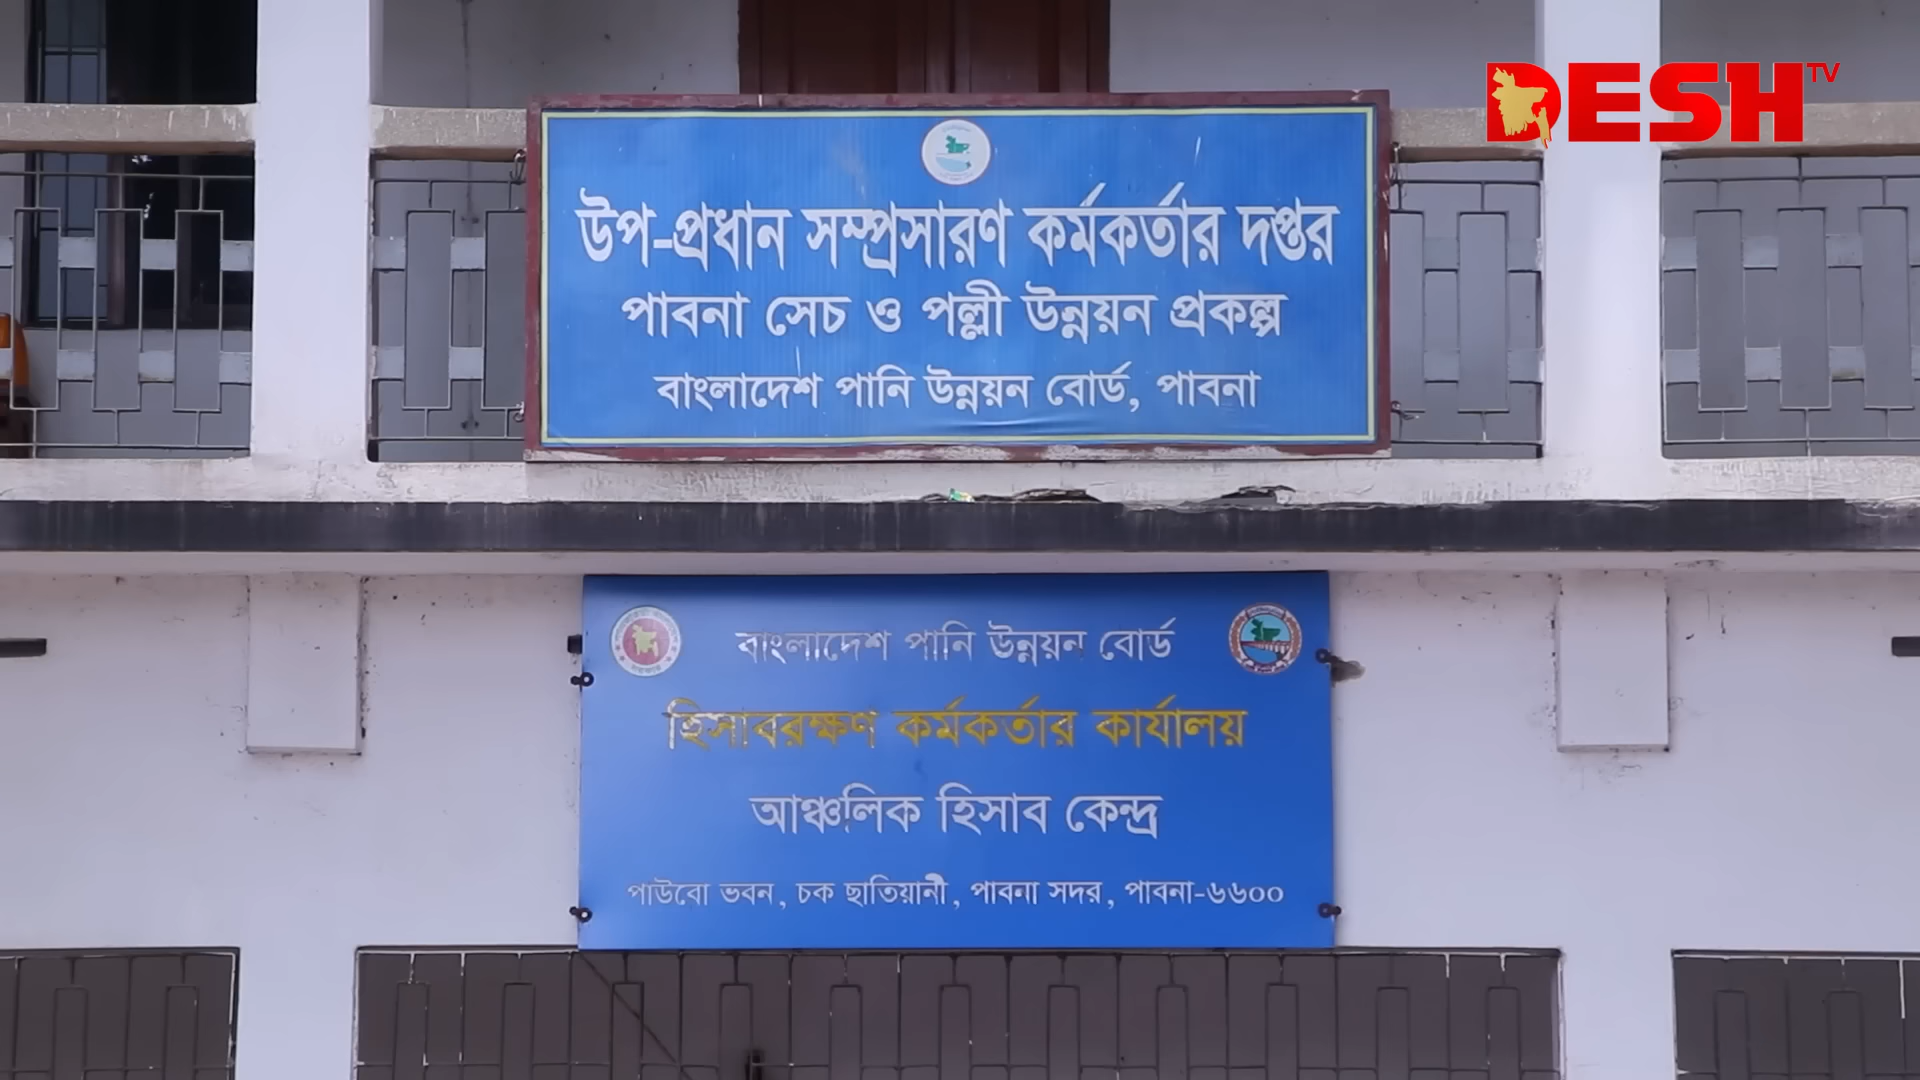 DESH TV
উপ-প্রধান সম্প্রসারণ কর্মকর্তার দপ্তর
পাবনা সেচ ও পল্লী উন্নয়ন প্রকল্প
বাংলাদেশ পানি উন্নয়ন বোর্ড, পাবনা
বাংলাদেশ পানি উন্নয়ন বোর্ড
হিসাবরক্ষণ কর্মকর্তার কার্যালয়
আঞ্চলিক হিসাব কেন্দ্র
পাউবো ভবন, চক ছাতিয়ানী, পাবনা সদর, পাবনা-৬৬০০